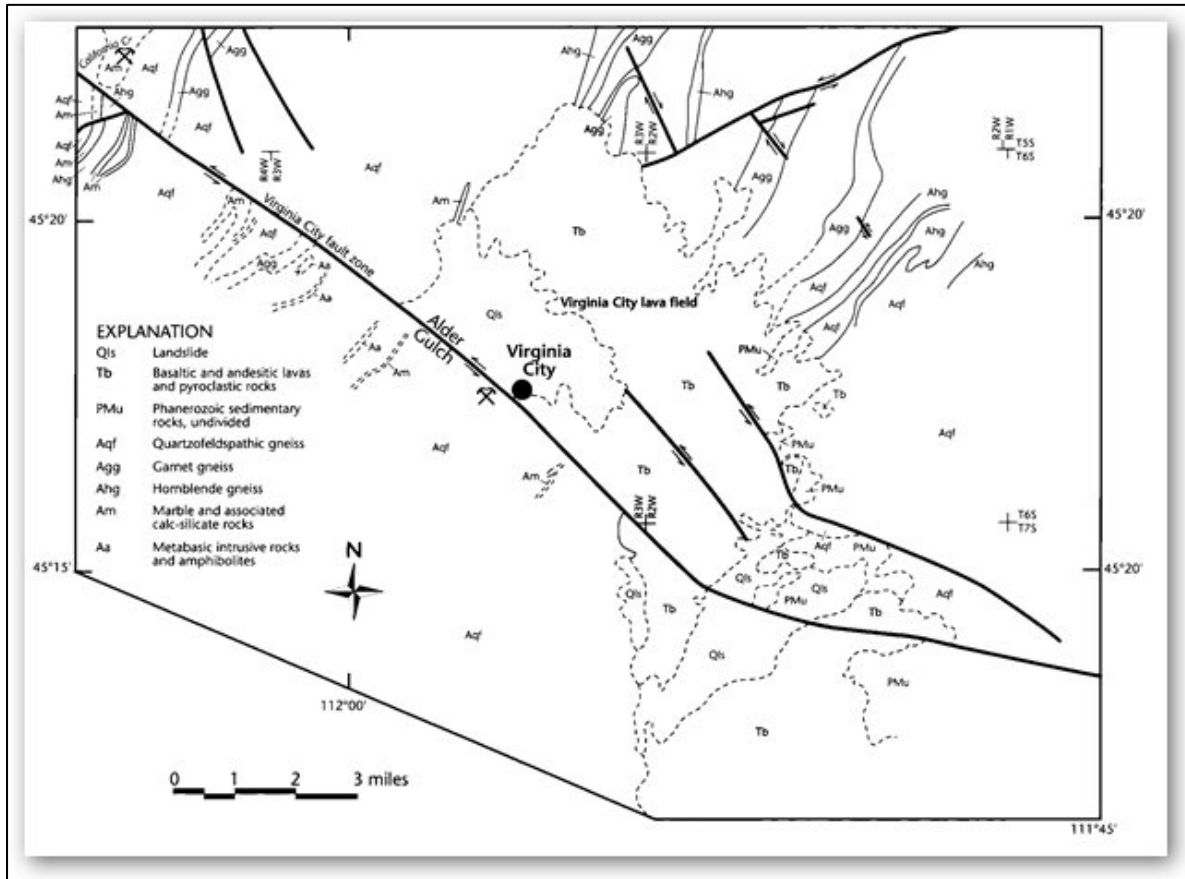 California Cr.
Am
Aqf
Agg
Ahg
Agg
Aqf
Am
Ahg
Aqf
Aqf
Am
Ahg
Am
Aqf
R4W
R3W
Aqf
Ahg
Agg
R3W
R2W
Ahg
Agg
R2W
R1W
T5S
T6S
45°20'
45°20'
Am
Aqf
Agg
Aa
Aa
Virginia City fault zone
Am
Tb
Agg
Ahg
Ahg
Ahg
Aqf
Aqf
Aqf
Virginia City lava field
Qls
Alder
Gulch
Virginia
City
Aa
Am
Aqf
Am
Tb
Tb
PMu
Tb
Tb
PMu
Tb
PMu
Aqf
R3W
R2W
T6S
T7S
EXPLANATION
Qls Landslide
Tb Basaltic and andesitic lavas
and pyroclastic rocks
PMu Phanerozoic sedimentary
rocks, undivided
Aqf Quartzofeldspathic gneiss
Agg Garnet gneiss
Ahg Hornblende gneiss
Am Marble and associated
calc-silicate rocks
Aa Metabasic intrusive rocks
and amphibolites
45°15'
45°20'
N
Tb
Aqf
PMu
Qls
Qls
PMu
Qls
Tb
Aqf
Tb
Aqf
Qls
PMu
Tb
112°00'
0 1 2 3 miles
111°45'